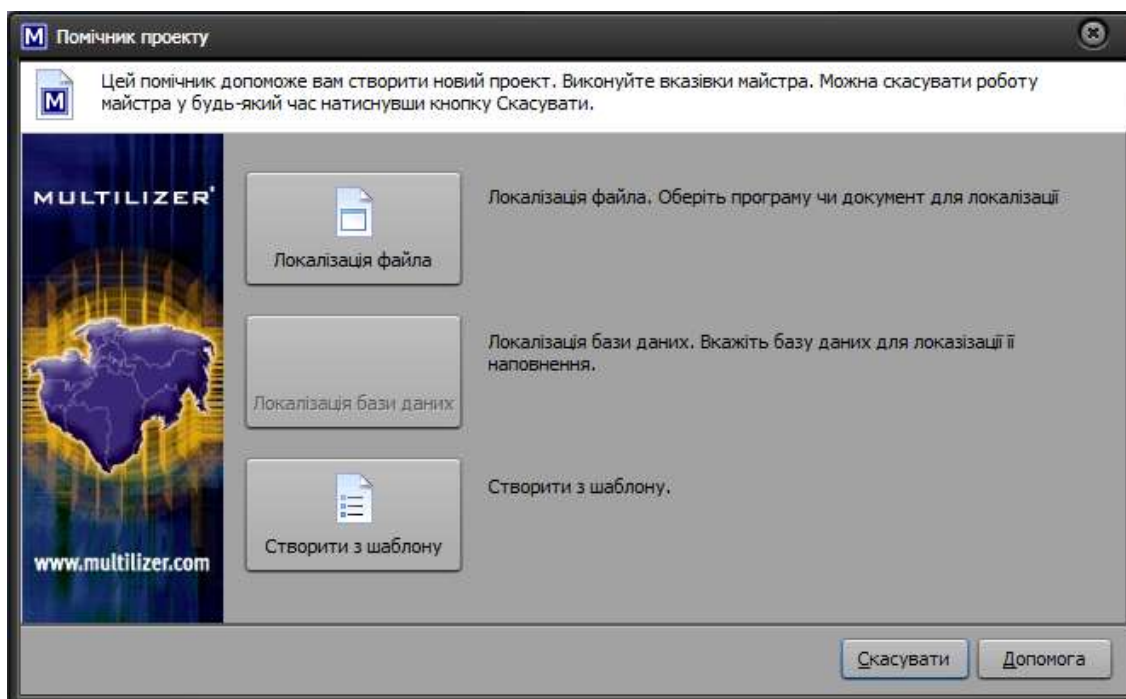 Помічник проекту
Цей помічник допоможе вам створити новий проект. Виконуйте вказівки майстра. Можна скасувати роботу
майстра у будь-який час натиснувши кнопку Скасувати.
MULTILIZER
Локалізація файла
Локалізація файла. Оберіть програму чи документ для локалізації
Локалізація бази даних
Локалізація бази даних. Вкажіть базу даних для локазізації її
наповнення.
Створити з шаблону
Створити з шаблону.
www.multilizer.com
Скасувати
Допомога